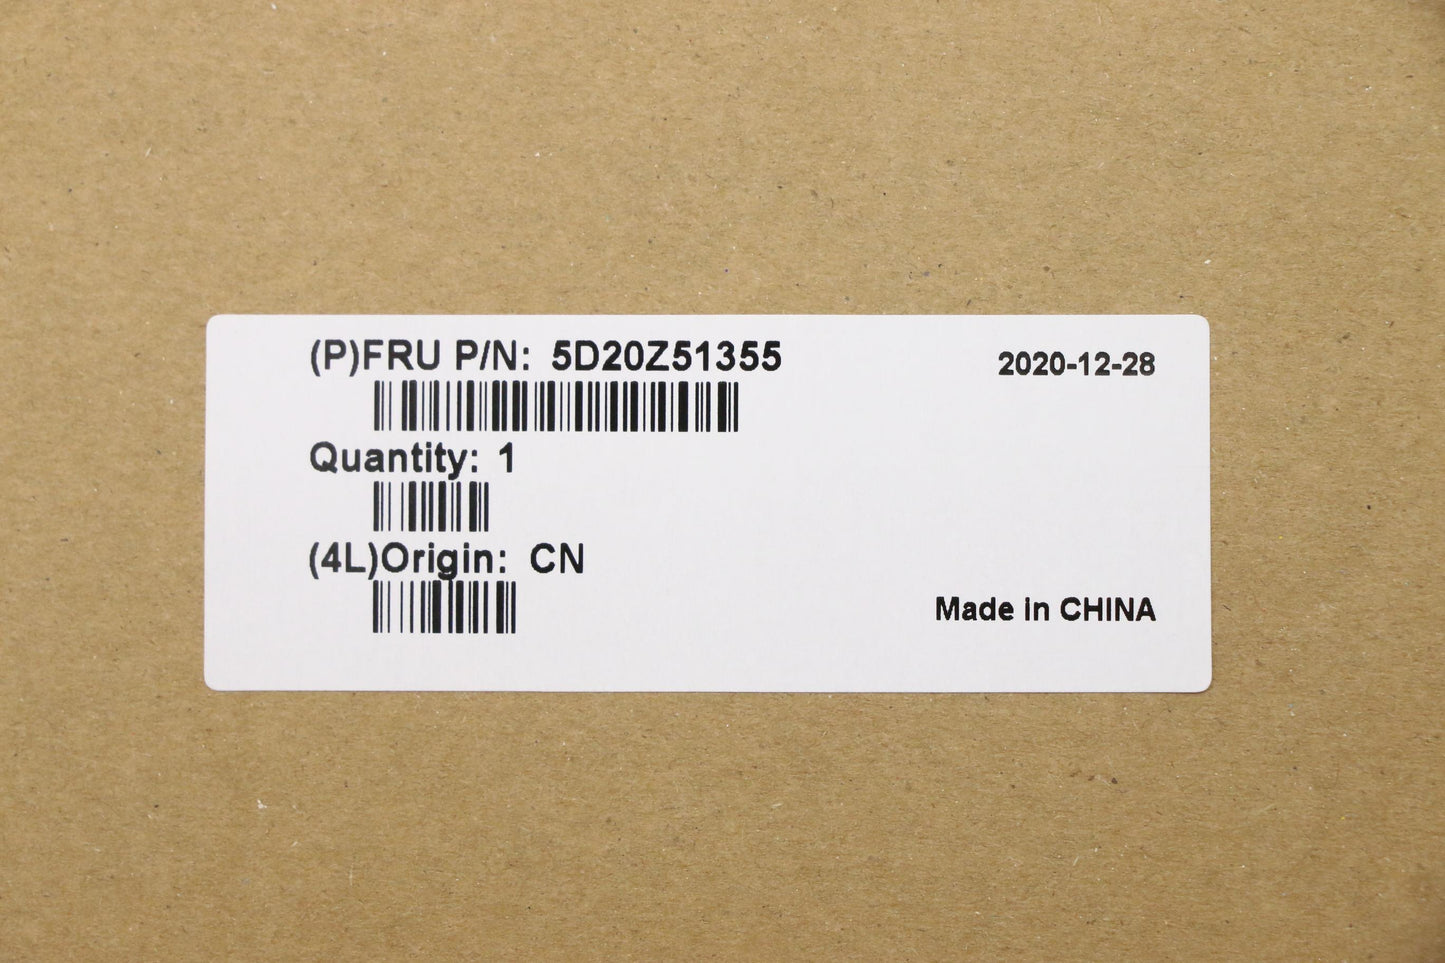 (P)FRU P/N: 5D20Z51355
2020-12-28
Quantity: 1
(4L)Origin: CN
Made in CHINA